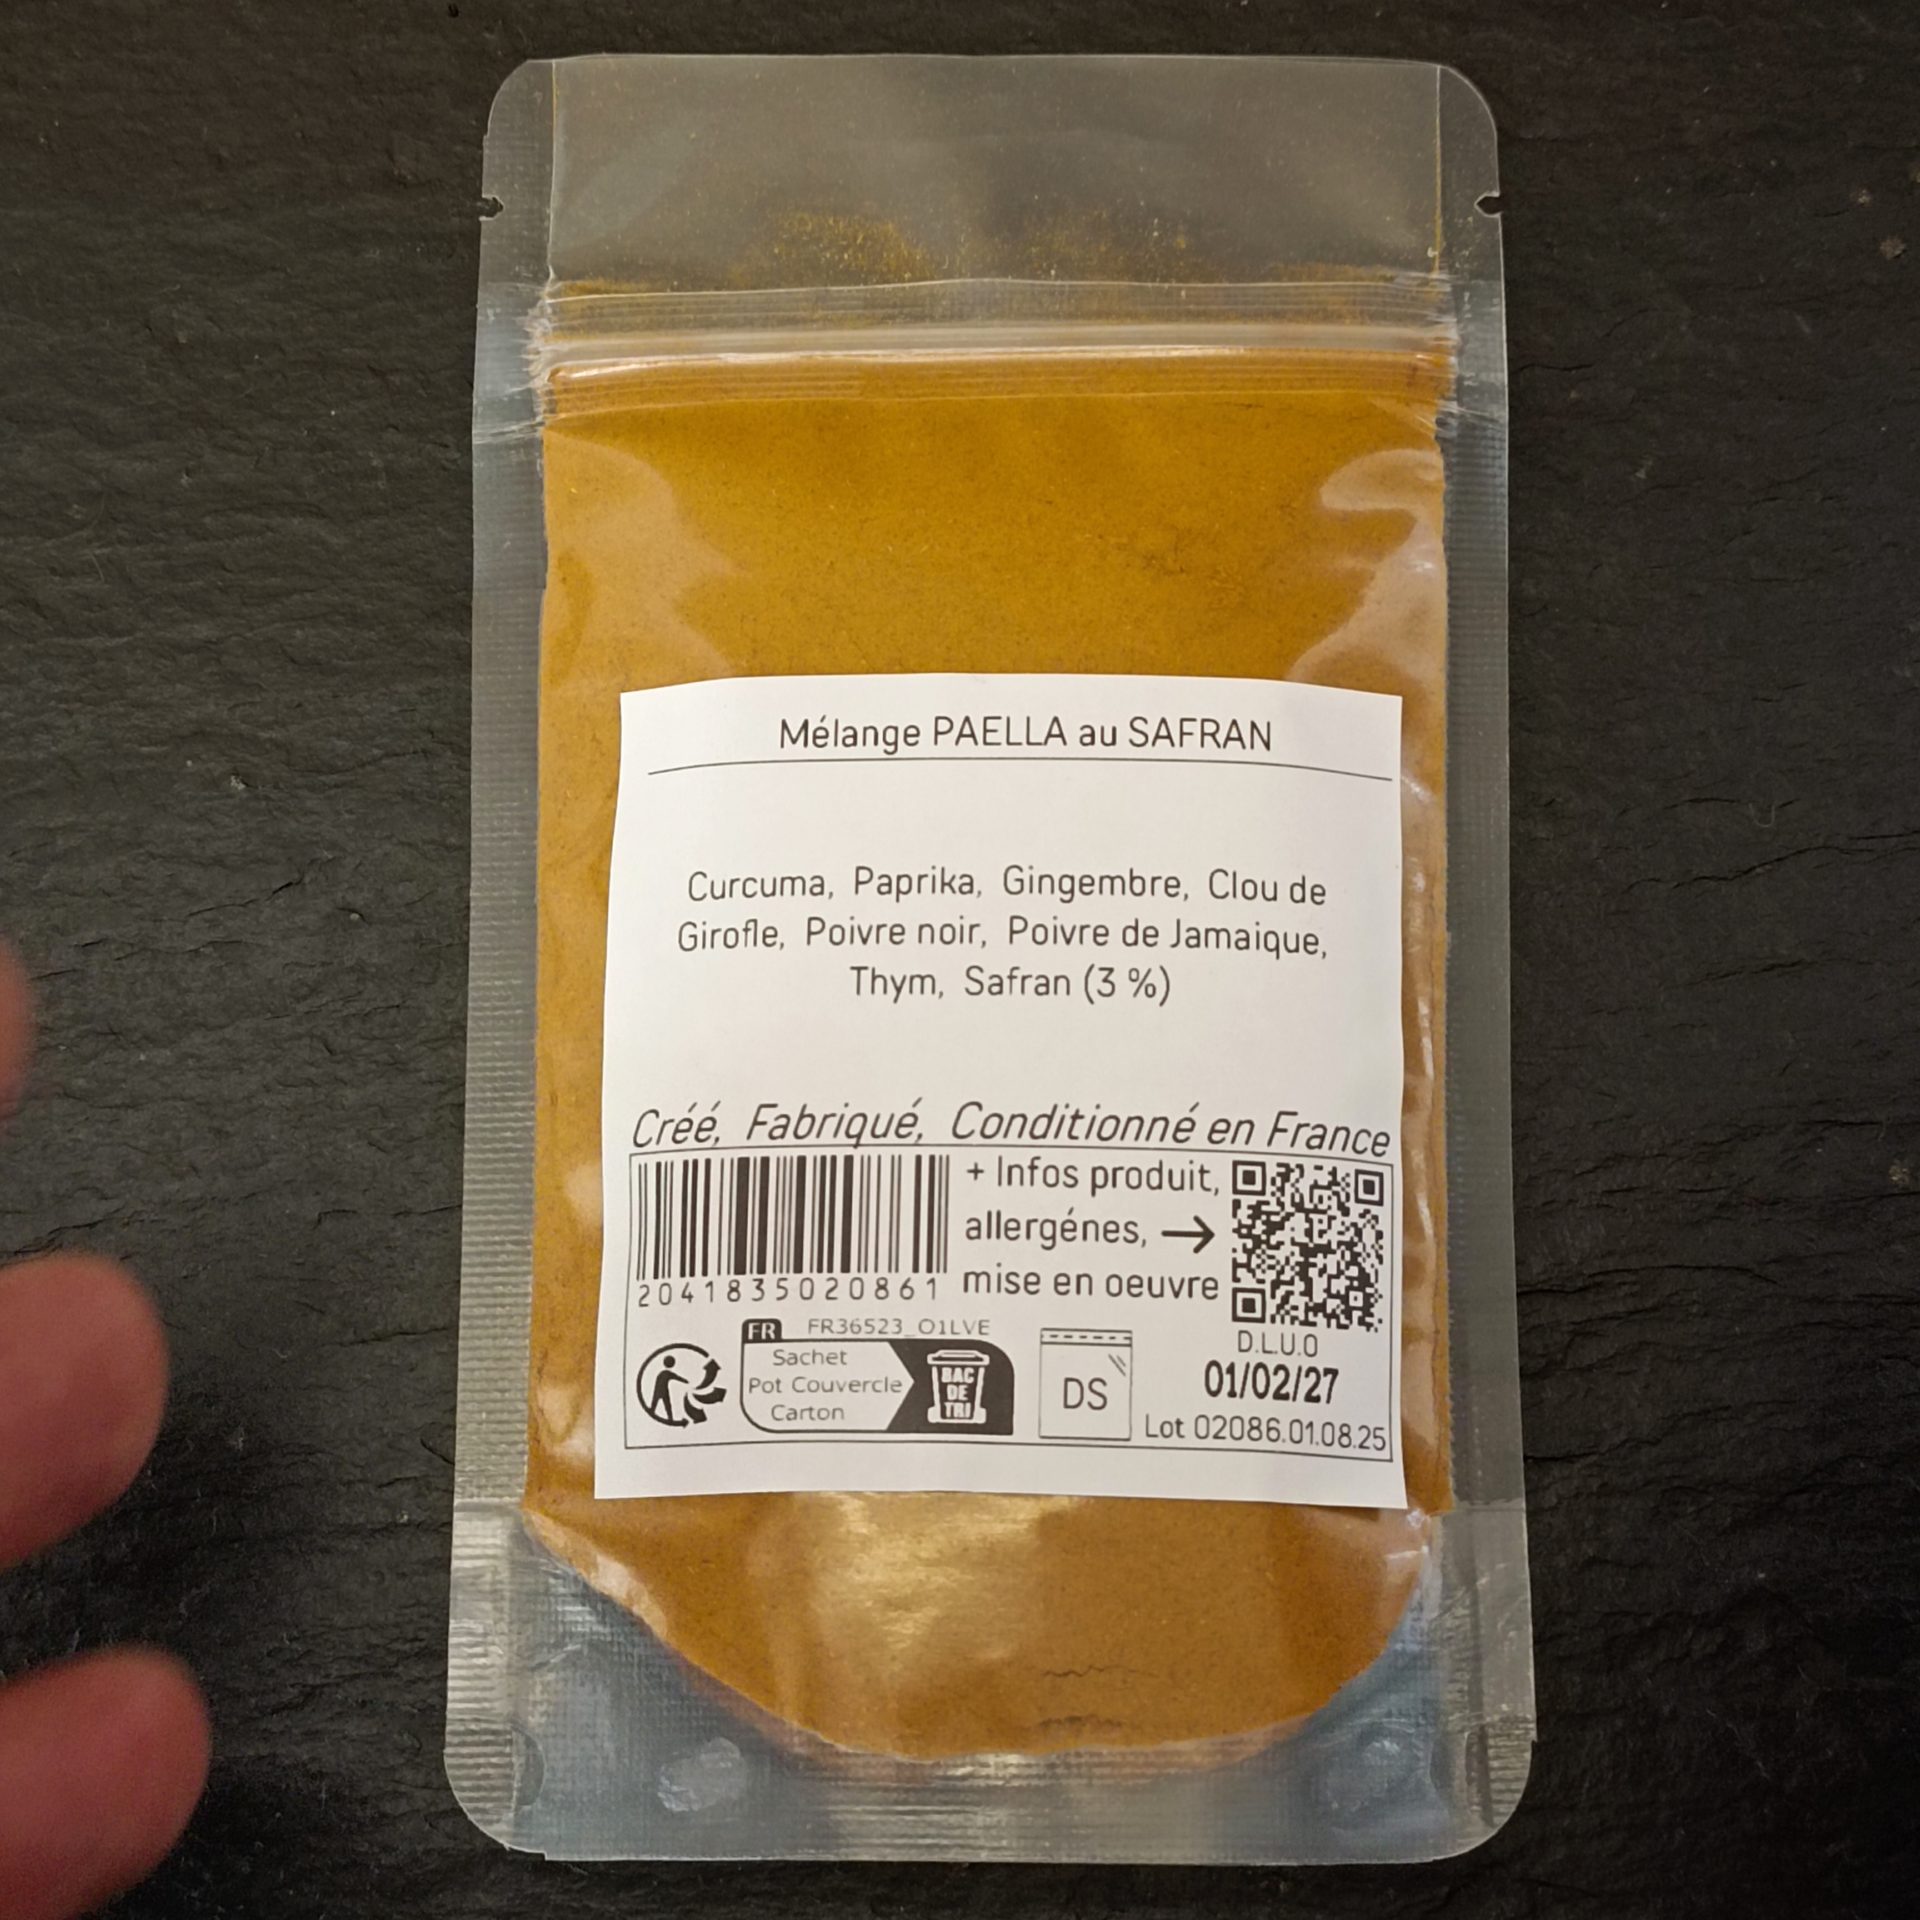 Mélange PAELLA au SAFRAN
Curcuma, Paprika, Gingembre, Clou de
Girofle, Poivre noir, Poivre de Jamaique,
Thym, Safran (3 %)
Créé, Fabriqué, Conditionné en France
+ Infos produit,
allergénes, →
mise en oeuvre
2041835020861
FR FR36523_O1LVE
Sachet
Pot Couvercle
Carton
BAC
DE
TRI
DS
D.L.U.O
01/02/27
Lot 02086.01.08.25